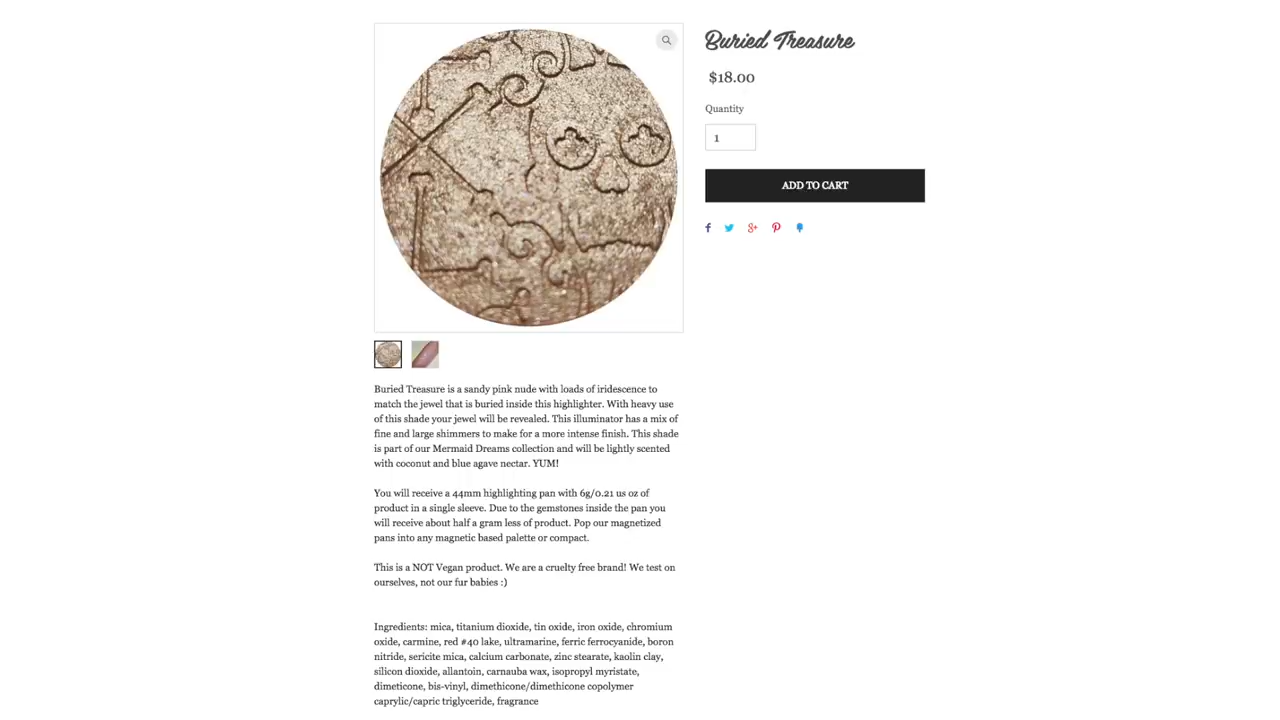 Buried Treasure
$18.00
Quantity
1
ADD TO CART
Buried Treasure is a sandy pink nude with loads of iridescence to
match the jewel that is buried inside this highlighter. With heavy use
of this shade your jewel will be revealed. This illuminator has a mix of
fine and large shimmers to make for a more intense finish. This shade
is part of our Mermaid Dreams collection and will be lightly scented
with coconut and blue agave nectar. YUM!
You will receive a 44mm highlighting pan with 6g/0.21 us oz of
product in a single sleeve. Due to the gemstones inside the pan you
will receive about half a gram less of product. Pop our magnetized
pans into any magnetic based palette or compact.
This is a NOT Vegan product. We are a cruelty free brand! We test on
ourselves, not our fur babies :)
Ingredients: mica, titanium dioxide, tin oxide, iron oxide, chromium
oxide, carmine, red #40 lake, ultramarine, ferric ferrocyanide, boron
nitride, sericite mica, calcium carbonate, zinc stearate, kaolin clay,
silicon dioxide, allantoin, carnauba wax, isopropyl myristate,
dimeticone, bis-vinyl, dimethicone/dimethicone copolymer
caprylic/capric triglyceride, fragrance